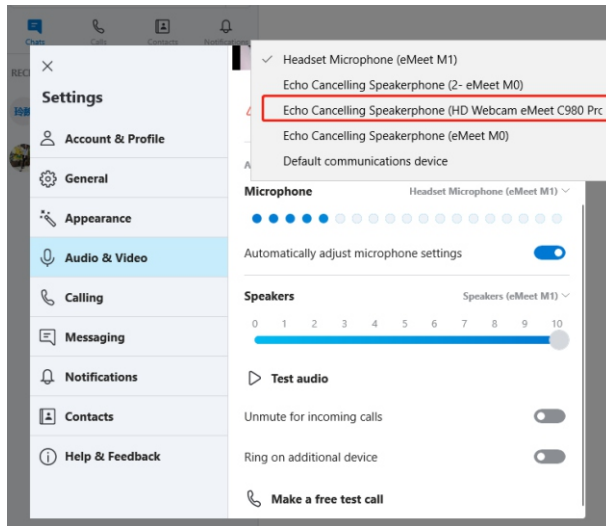 Chats Calls Contacts Notifications
REC
Settings
Account & Profile
General
Appearance
Audio & Video
Calling
Messaging
Notifications
Contacts
Help & Feedback
Headset Microphone (eMeet M1)
Echo Cancelling Speakerphone (2- eMeet M0)
Echo Cancelling Speakerphone (HD Webcam eMeet C980 Pro
Echo Cancelling Speakerphone (eMeet M0)
Default communications device
A
Microphone Headset Microphone (eMeet M1)
Automatically adjust microphone settings
Speakers Speakers (eMeet M1)
0 1 2 3 4 5 6 7 8 9 10
Test audio
Unmute for incoming calls
Ring on additional device
Make a free test call